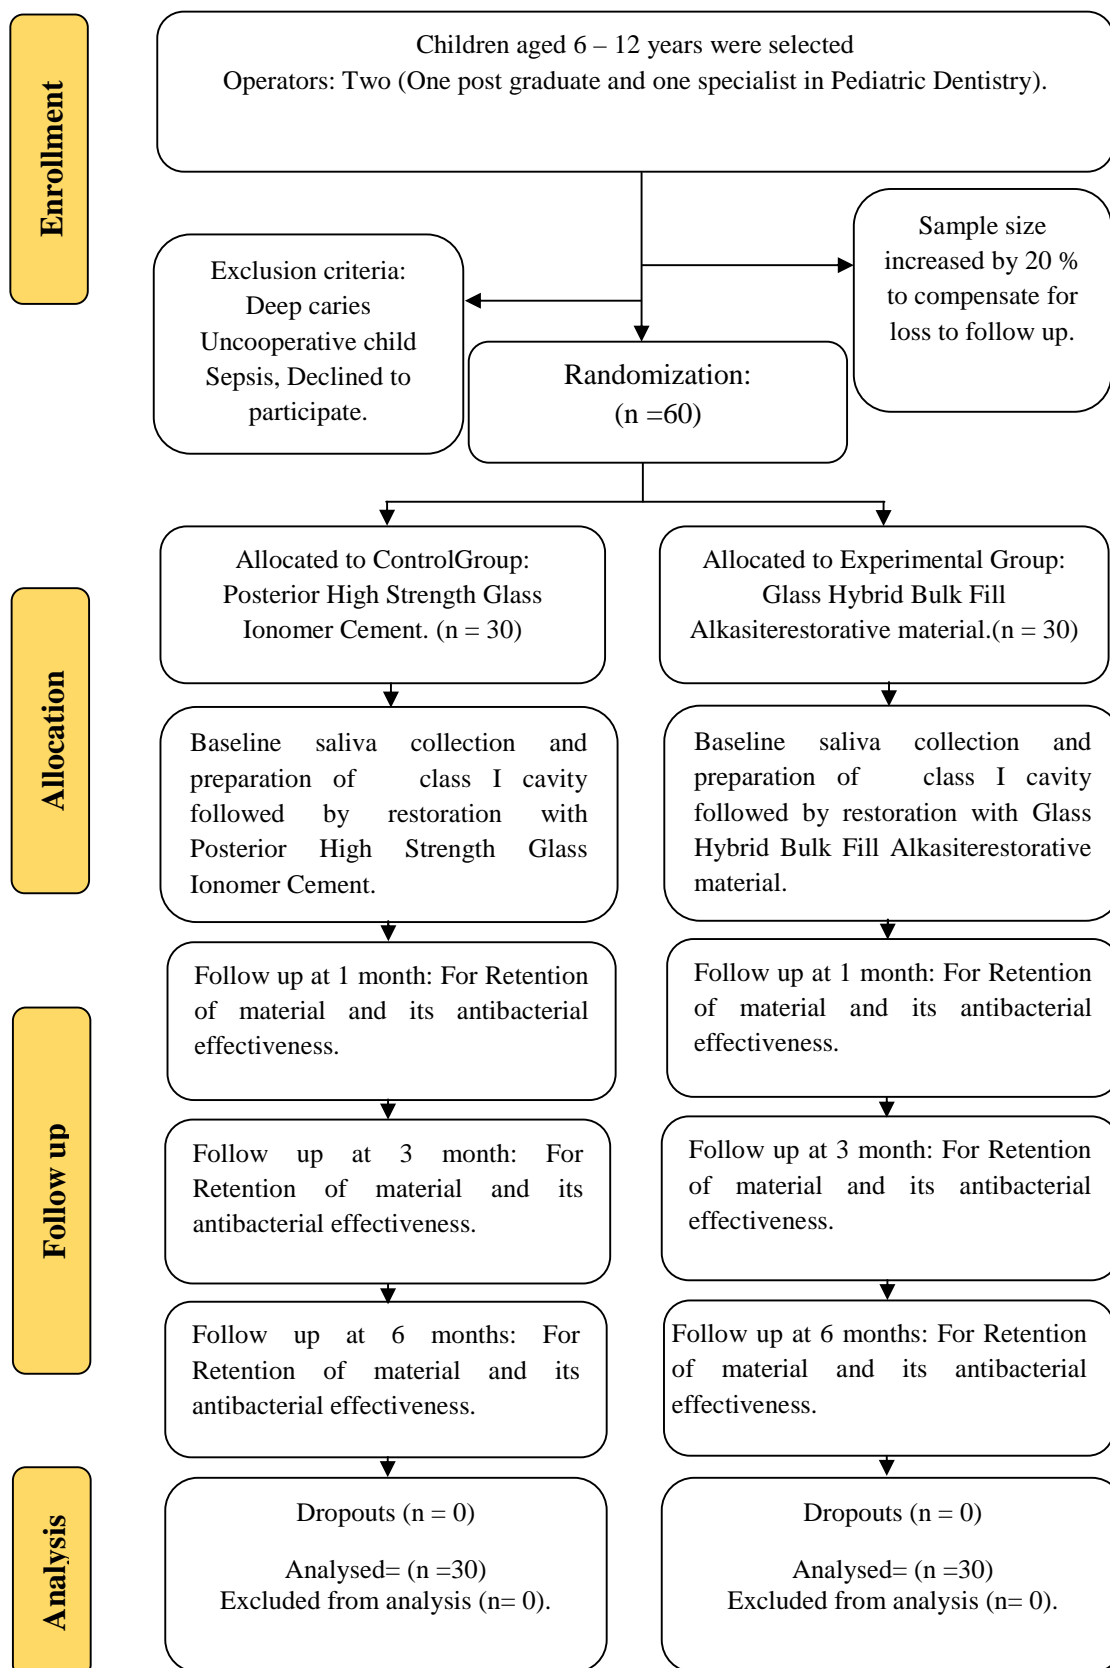 Enrollment
Children aged 6 – 12 years were selected
Operators: Two (One post graduate and one specialist in Pediatric Dentistry).
Exclusion criteria:
Deep caries
Uncooperative child
Sepsis, Declined to
participate.
Sample size
increased by 20 %
to compensate for
loss to follow up.
Randomization:
(n =60)
Allocation
Allocated to ControlGroup:
Posterior High Strength Glass
Ionomer Cement. (n = 30)
Allocated to Experimental Group:
Glass Hybrid Bulk Fill
Alkasiterestorative material.(n = 30)
Baseline saliva collection and
preparation of class I cavity
followed by restoration with
Posterior High Strength Glass
Ionomer Cement.
Baseline saliva collection and
preparation of class I cavity
followed by restoration with Glass
Hybrid Bulk Fill Alkasiterestorative
material.
Follow up
Follow up at 1 month: For Retention
of material and its antibacterial
effectiveness.
Follow up at 1 month: For Retention
of material and its antibacterial
effectiveness.
Follow up at 3 month: For
Retention of material and its
antibacterial effectiveness.
Follow up at 3 month: For Retention
of material and its antibacterial
effectiveness.
Follow up at 6 months: For
Retention of material and its
antibacterial effectiveness.
Follow up at 6 months: For Retention
of material and its antibacterial
effectiveness.
Analysis
Dropouts (n = 0)
Analysed= (n =30)
Excluded from analysis (n= 0).
Dropouts (n = 0)
Analysed= (n =30)
Excluded from analysis (n= 0).